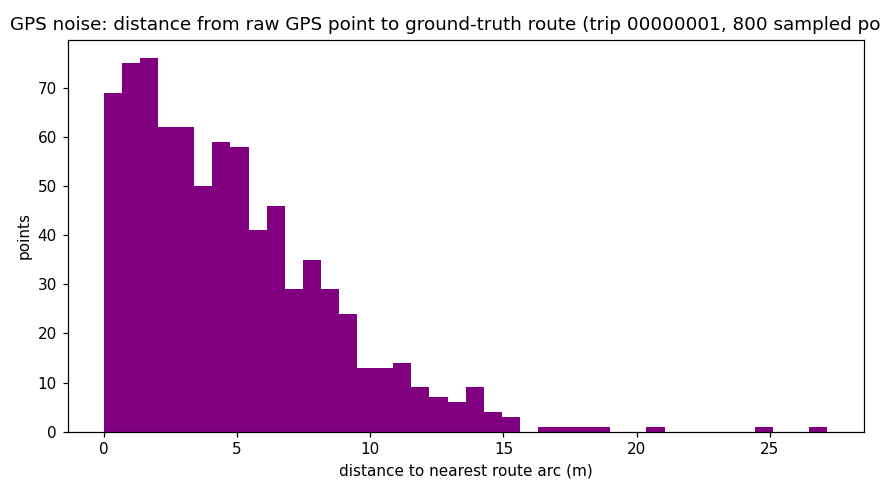 GPS noise: distance from raw GPS point to ground-truth route (trip 00000001, 800 sampled po
70
60
50
40
30
20
10
0
points
0 5 10 15 20 25
distance to nearest route arc (m)